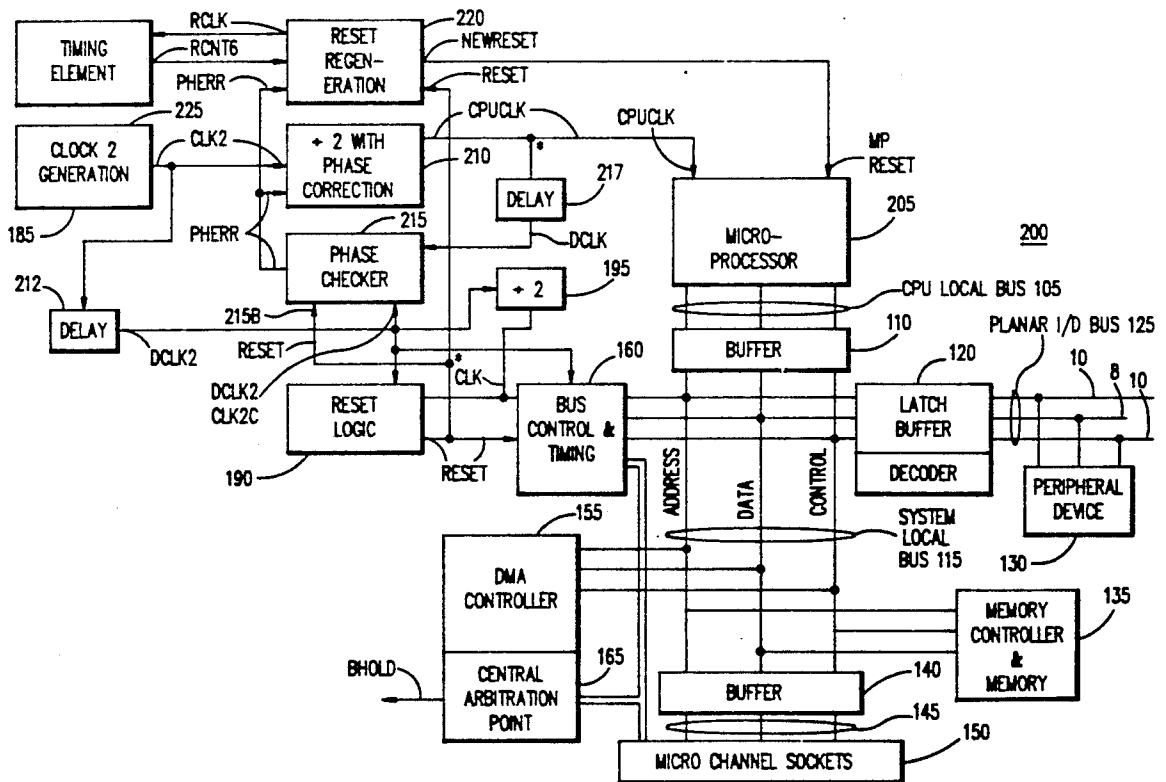 RCLK
220
RESET
REGEN-
ERATION
NEWRESET
TIMING
ELEMENT
RCNT6
PHERR
RESET
225
CPUCLK
CPUCLK
CLOCK 2
GENERATION
CLK2
÷ 2 WITH
PHASE
CORRECTION
210
*
MP
RESET
DELAY
217
185
215
205
PHERR
DCLK
MICRO-
PROCESSOR
200
PHASE
CHECKER
195
÷ 2
212
CPU LOCAL BUS 105
DELAY
215B
PLANAR I/D BUS 125
DCLK2
RESET
110
BUFFER
*
CLK
160
120
10
8
10
DCLK2
CLK2C
RESET
LOGIC
BUS
CONTROL &
TIMING
LATCH
BUFFER
190
RESET
DECODER
ADDRESS
DATA
CONTROL
PERIPHERAL
DEVICE
155
SYSTEM
LOCAL
BUS 115
130
DMA
CONTROLLER
MEMORY
CONTROLLER
&
MEMORY
135
BHOLD
165
CENTRAL
ARBITRATION
POINT
140
BUFFER
145
150
MICRO CHANNEL SOCKETS